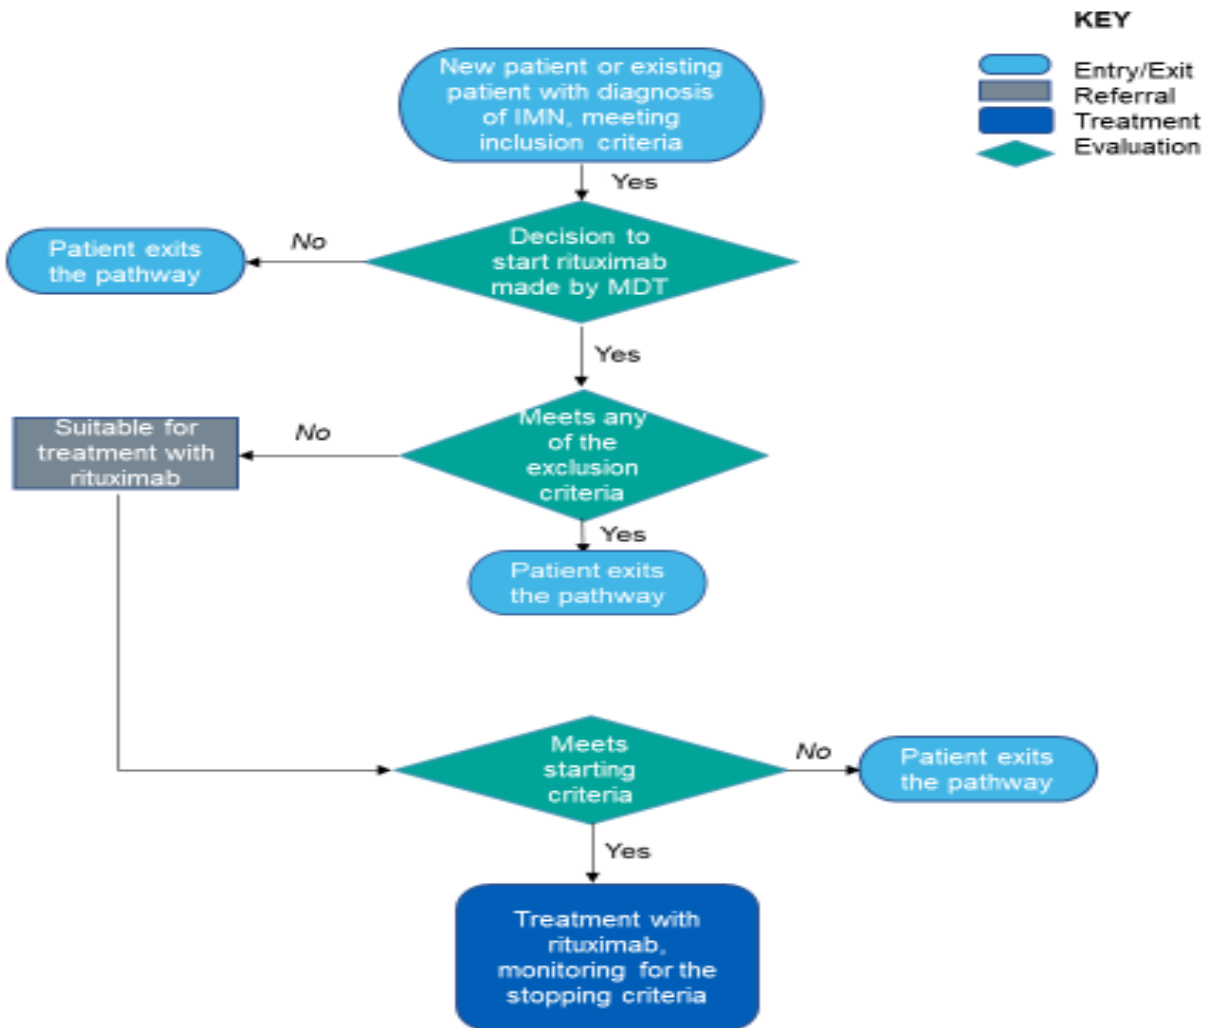 KEY
Entry/Exit
Referral
Treatment
Evaluation
New patient or existing
patient with diagnosis
of IMN, meeting
inclusion criteria
Yes
Decision to
start rituximab
made by MDT
No
Patient exits
the pathway
Yes
Meets any
of the
exclusion
criteria
No
Suitable for
treatment with
rituximab
Yes
Patient exits
the pathway
Meets
starting
criteria
No
Patient exits
the pathway
Yes
Treatment with
rituximab,
monitoring for the
stopping criteria